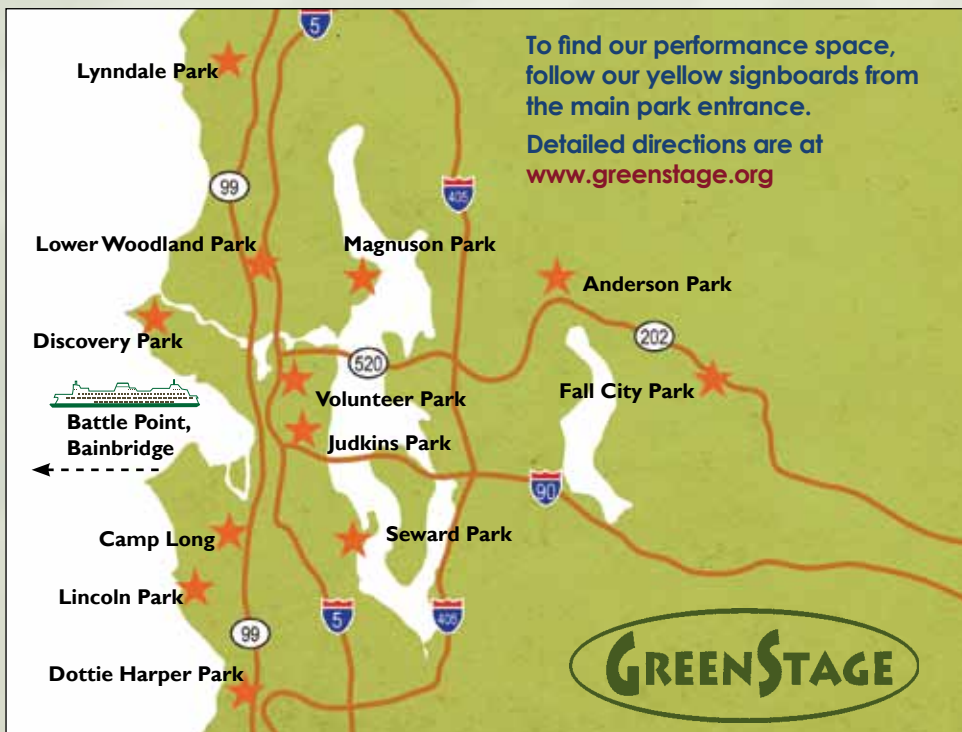 5
To find our performance space,
follow our yellow signboards from
the main park entrance.
Detailed directions are at
www.greenstage.org
Lynndale Park
99
405
Lower Woodland Park
Magnuson Park
Anderson Park
Discovery Park
202
520
Fall City Park
Volunteer Park
Battle Point,
Bainbridge
Judkins Park
90
Camp Long
Seward Park
Lincoln Park
5
405
99
Dottie Harper Park
GREENSTAGE